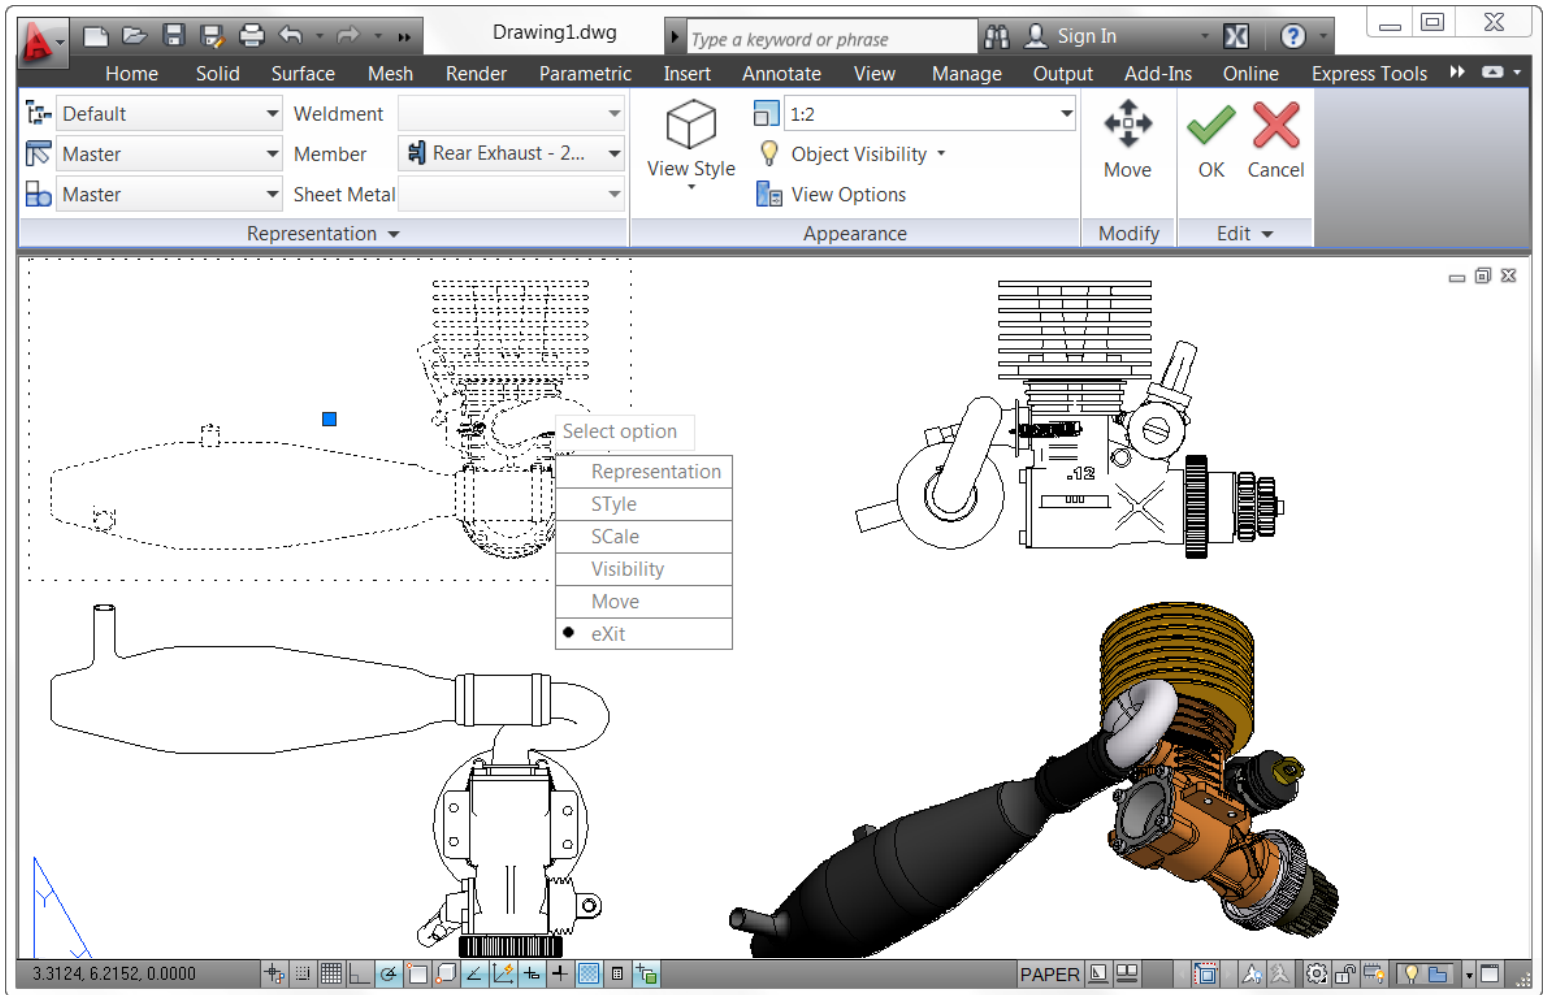 Drawing1.dwg
Type a keyword or phrase
Sign In
Home Solid Surface Mesh Render Parametric Insert Annotate View Manage Output Add-Ins Online Express Tools
Default
Weldment
Master
Member
Rear Exhaust - 2...
Master
Sheet Metal
Representation
View Style
1:2
Object Visibility
View Options
Appearance
Move
Modify
OK
Cancel
Edit
Select option
Representation
STyle
SCale
Visibility
Move
eXit
.12
Y
3.3124, 6.2152, 0.0000
PAPER